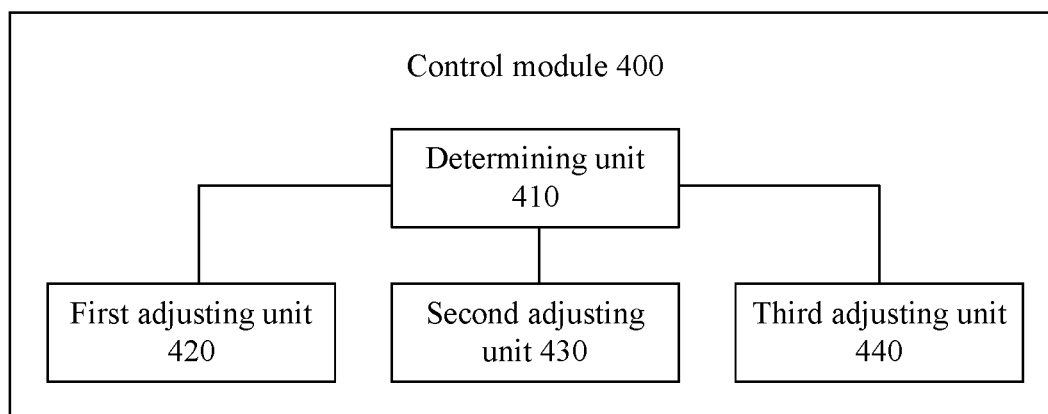 Control module 400
Determining unit
410
First adjusting unit
420
Second adjusting
unit 430
Third adjusting unit
440